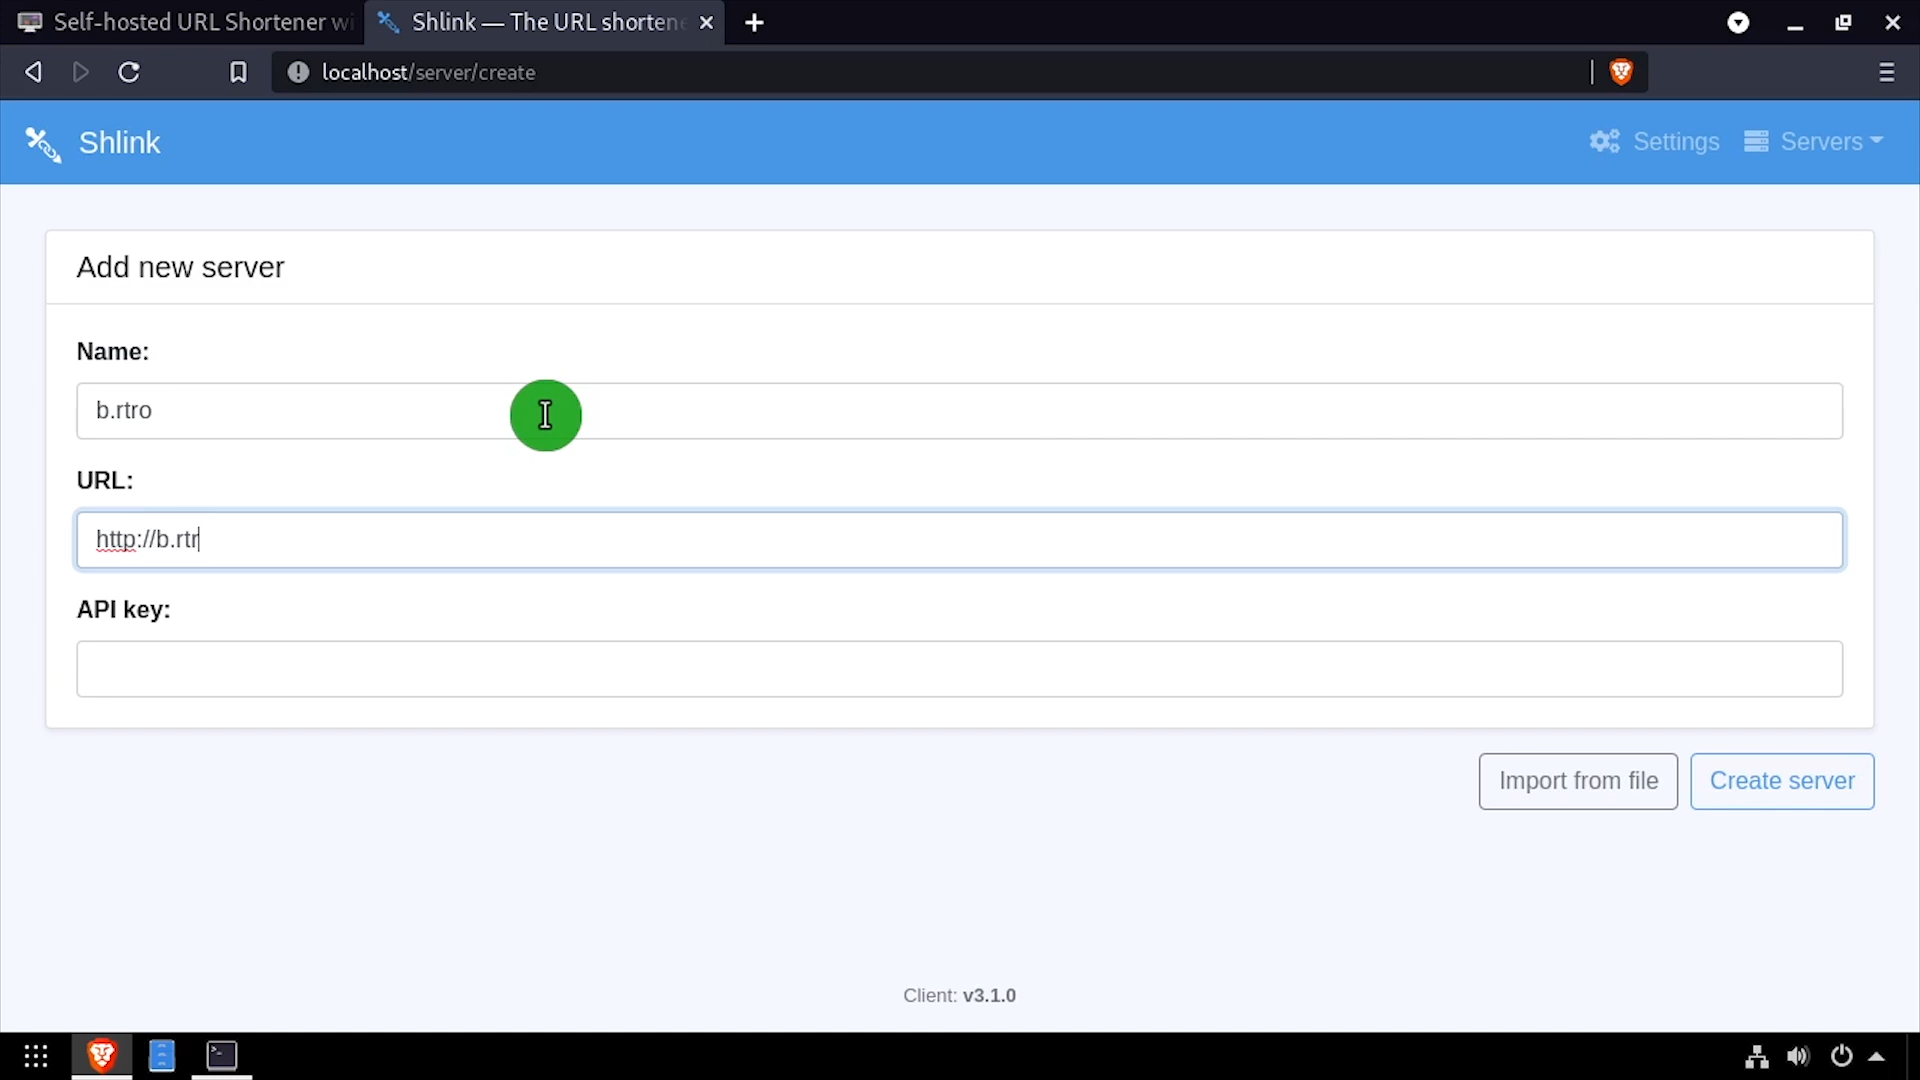 Self-hosted URL Shortener wi
Shlink — The URL shortene
localhost/server/create
Shlink
Settings
Servers
Add new server
Name:
b.rtro
URL:
http://b.rtr
API key:
Import from file
Create server
Client: v3.1.0